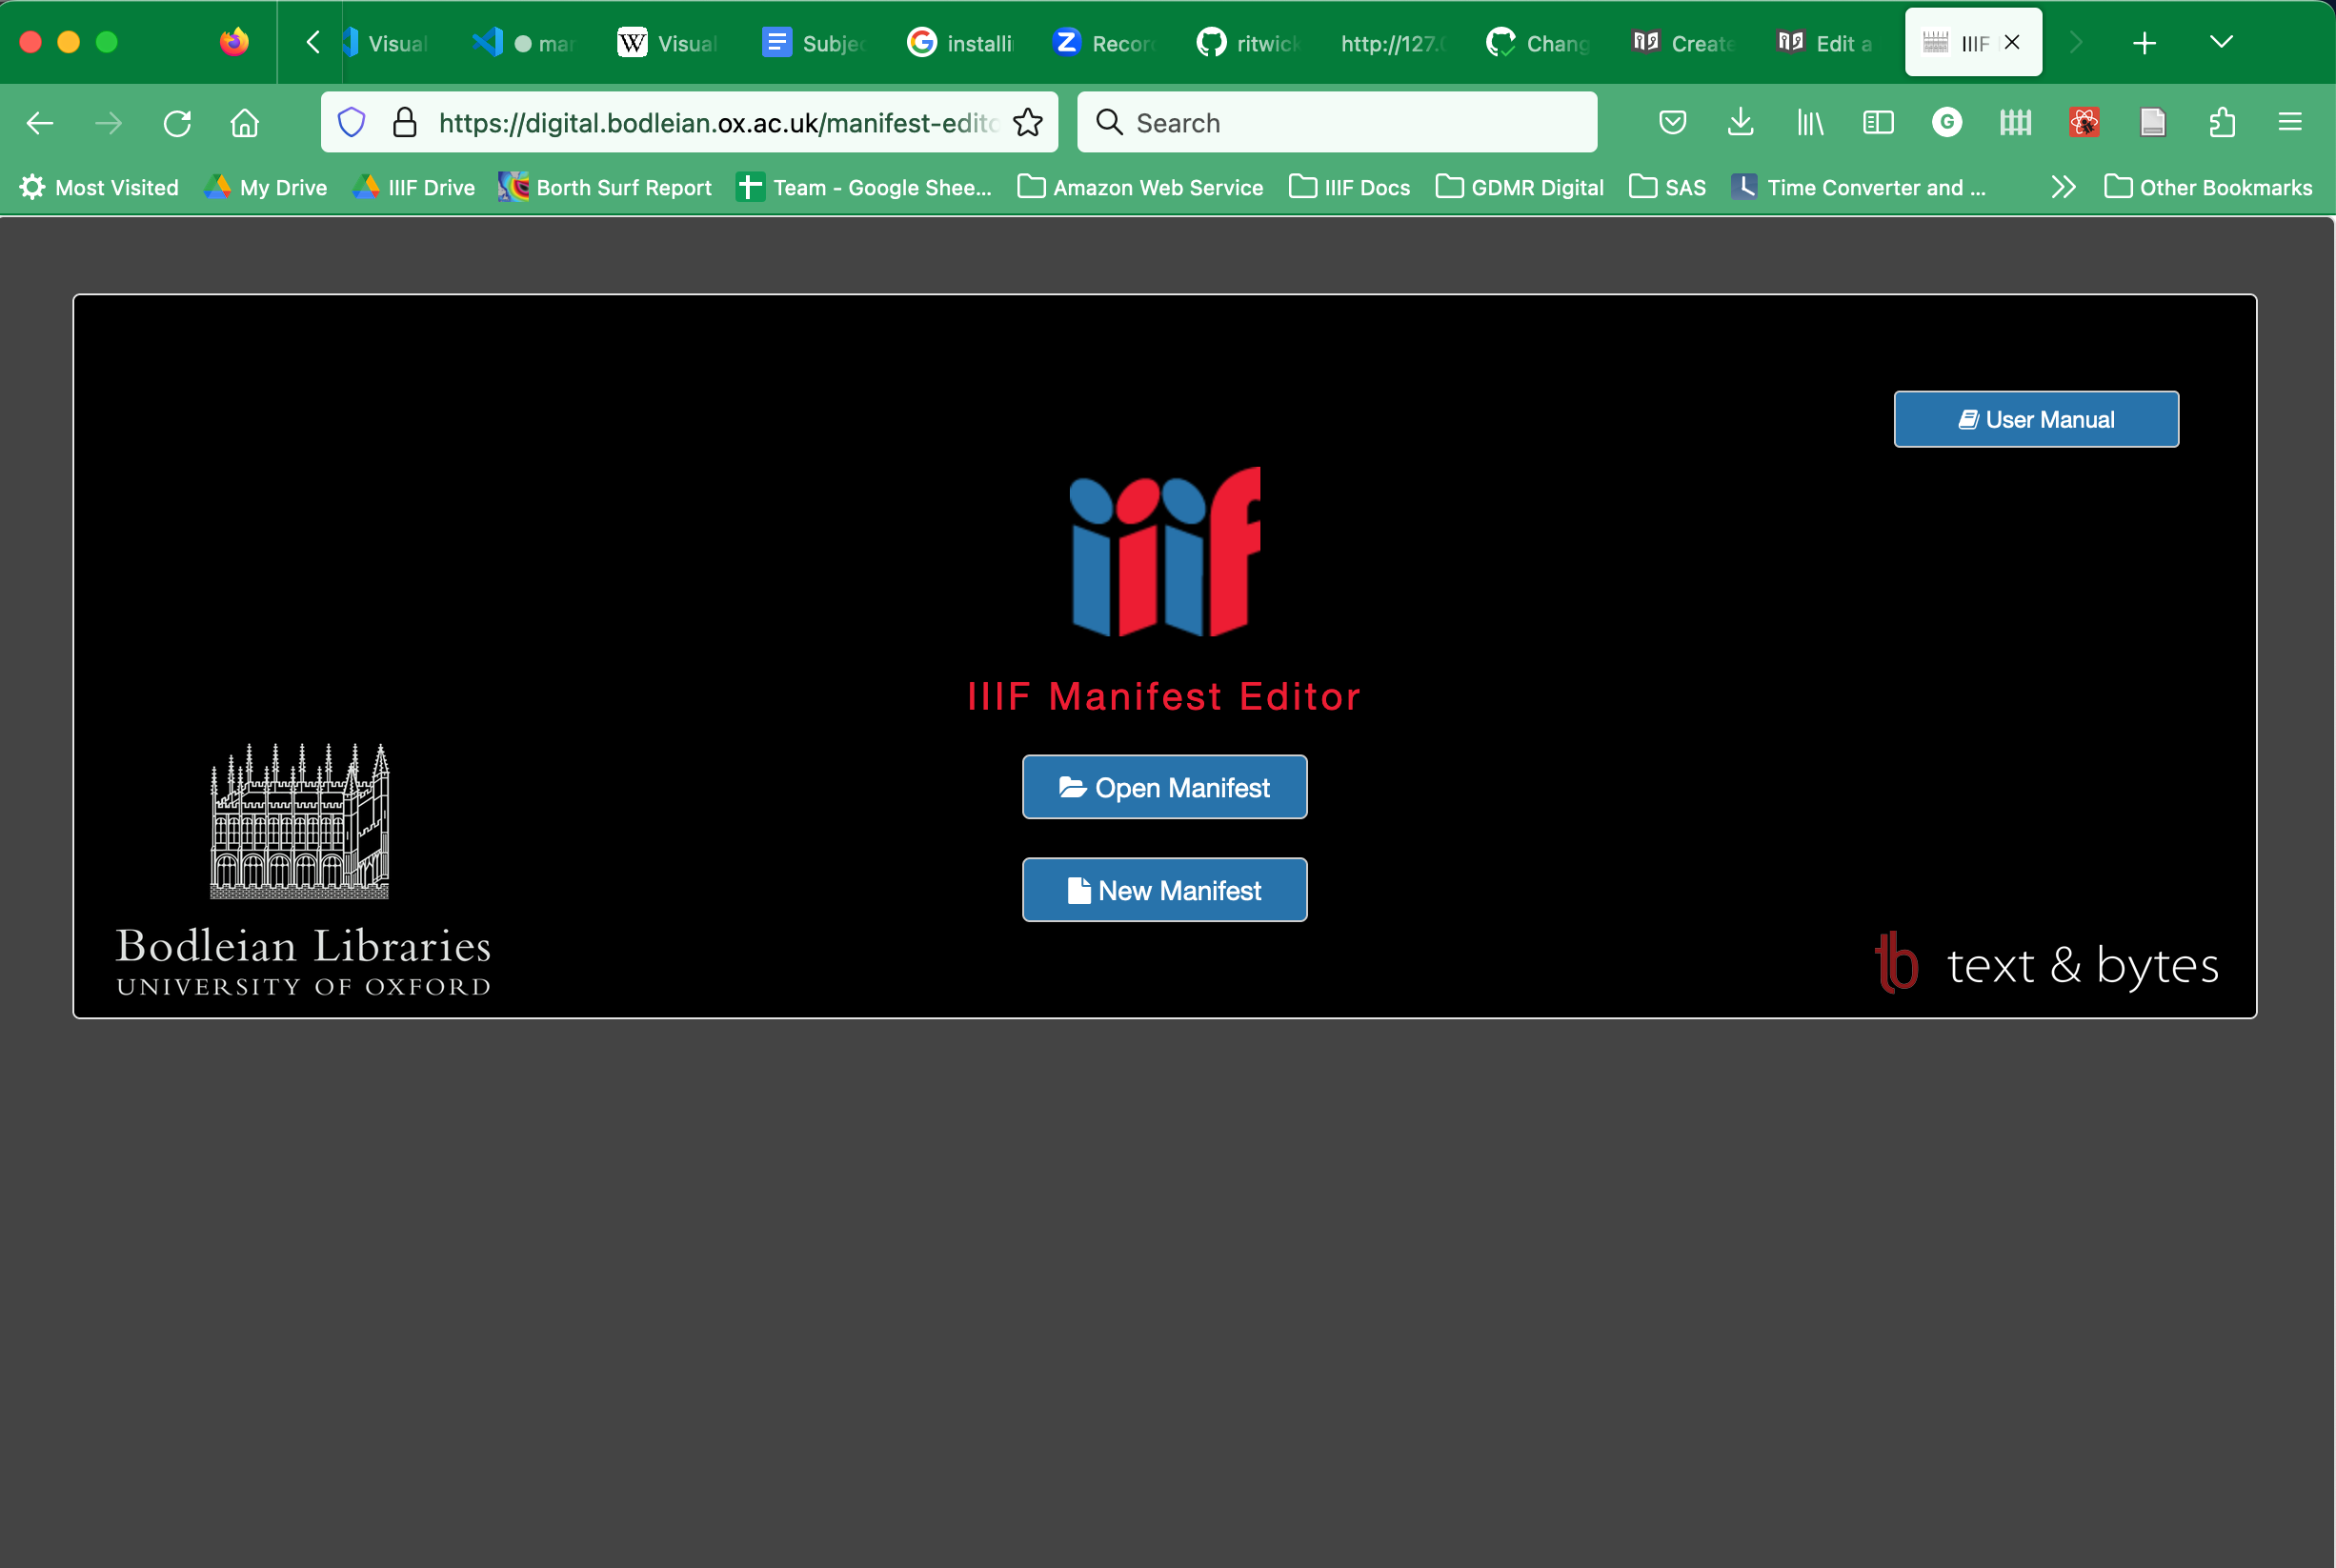 Visual
mar
W Visual
Subje
G installi
Z Recor
ritwick
http://127.
Chang
Create
Edit a
IIIF
https://digital.bodleian.ox.ac.uk/manifest-edito
Search
G
Most Visited
My Drive
IIIF Drive
Borth Surf Report
Team - Google Shee...
Amazon Web Service
IIIF Docs
GDMR Digital
SAS
Time Converter and ...
Other Bookmarks
User Manual
iiif
IIIF Manifest Editor
Open Manifest
New Manifest
Bodleian Libraries
UNIVERSITY OF OXFORD
tb text & bytes